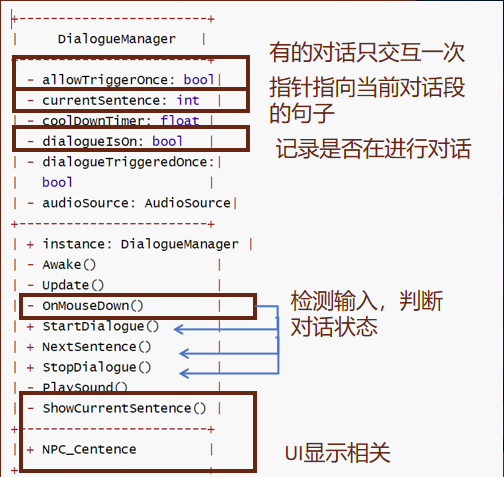 +-----------------------+
| DialogueManager |
+-----------------------+
| - allowTriggerOnce: bool|
有的对话只交互一次
| - currentSentence: int |
指针指向当前对话段
的句子
| - coolDownTimer: float |
| - dialogueIsOn: bool |
记录是否在进行对话
| - dialogueTriggeredOnce:|
| bool |
| - audioSource: AudioSource|
+-----------------------+
| + instance: DialogueManager |
| - Awake() |
| - Update() |
| - OnMouseDown() |
检测输入，判断
对话状态
| + StartDialogue() |
| + NextSentence() |
| + StopDialogue() |
| - PlaySound() |
| - ShowCurrentSentence() |
+-----------------------+
| + NPC_Centence |
UI显示相关
+-----------------------+